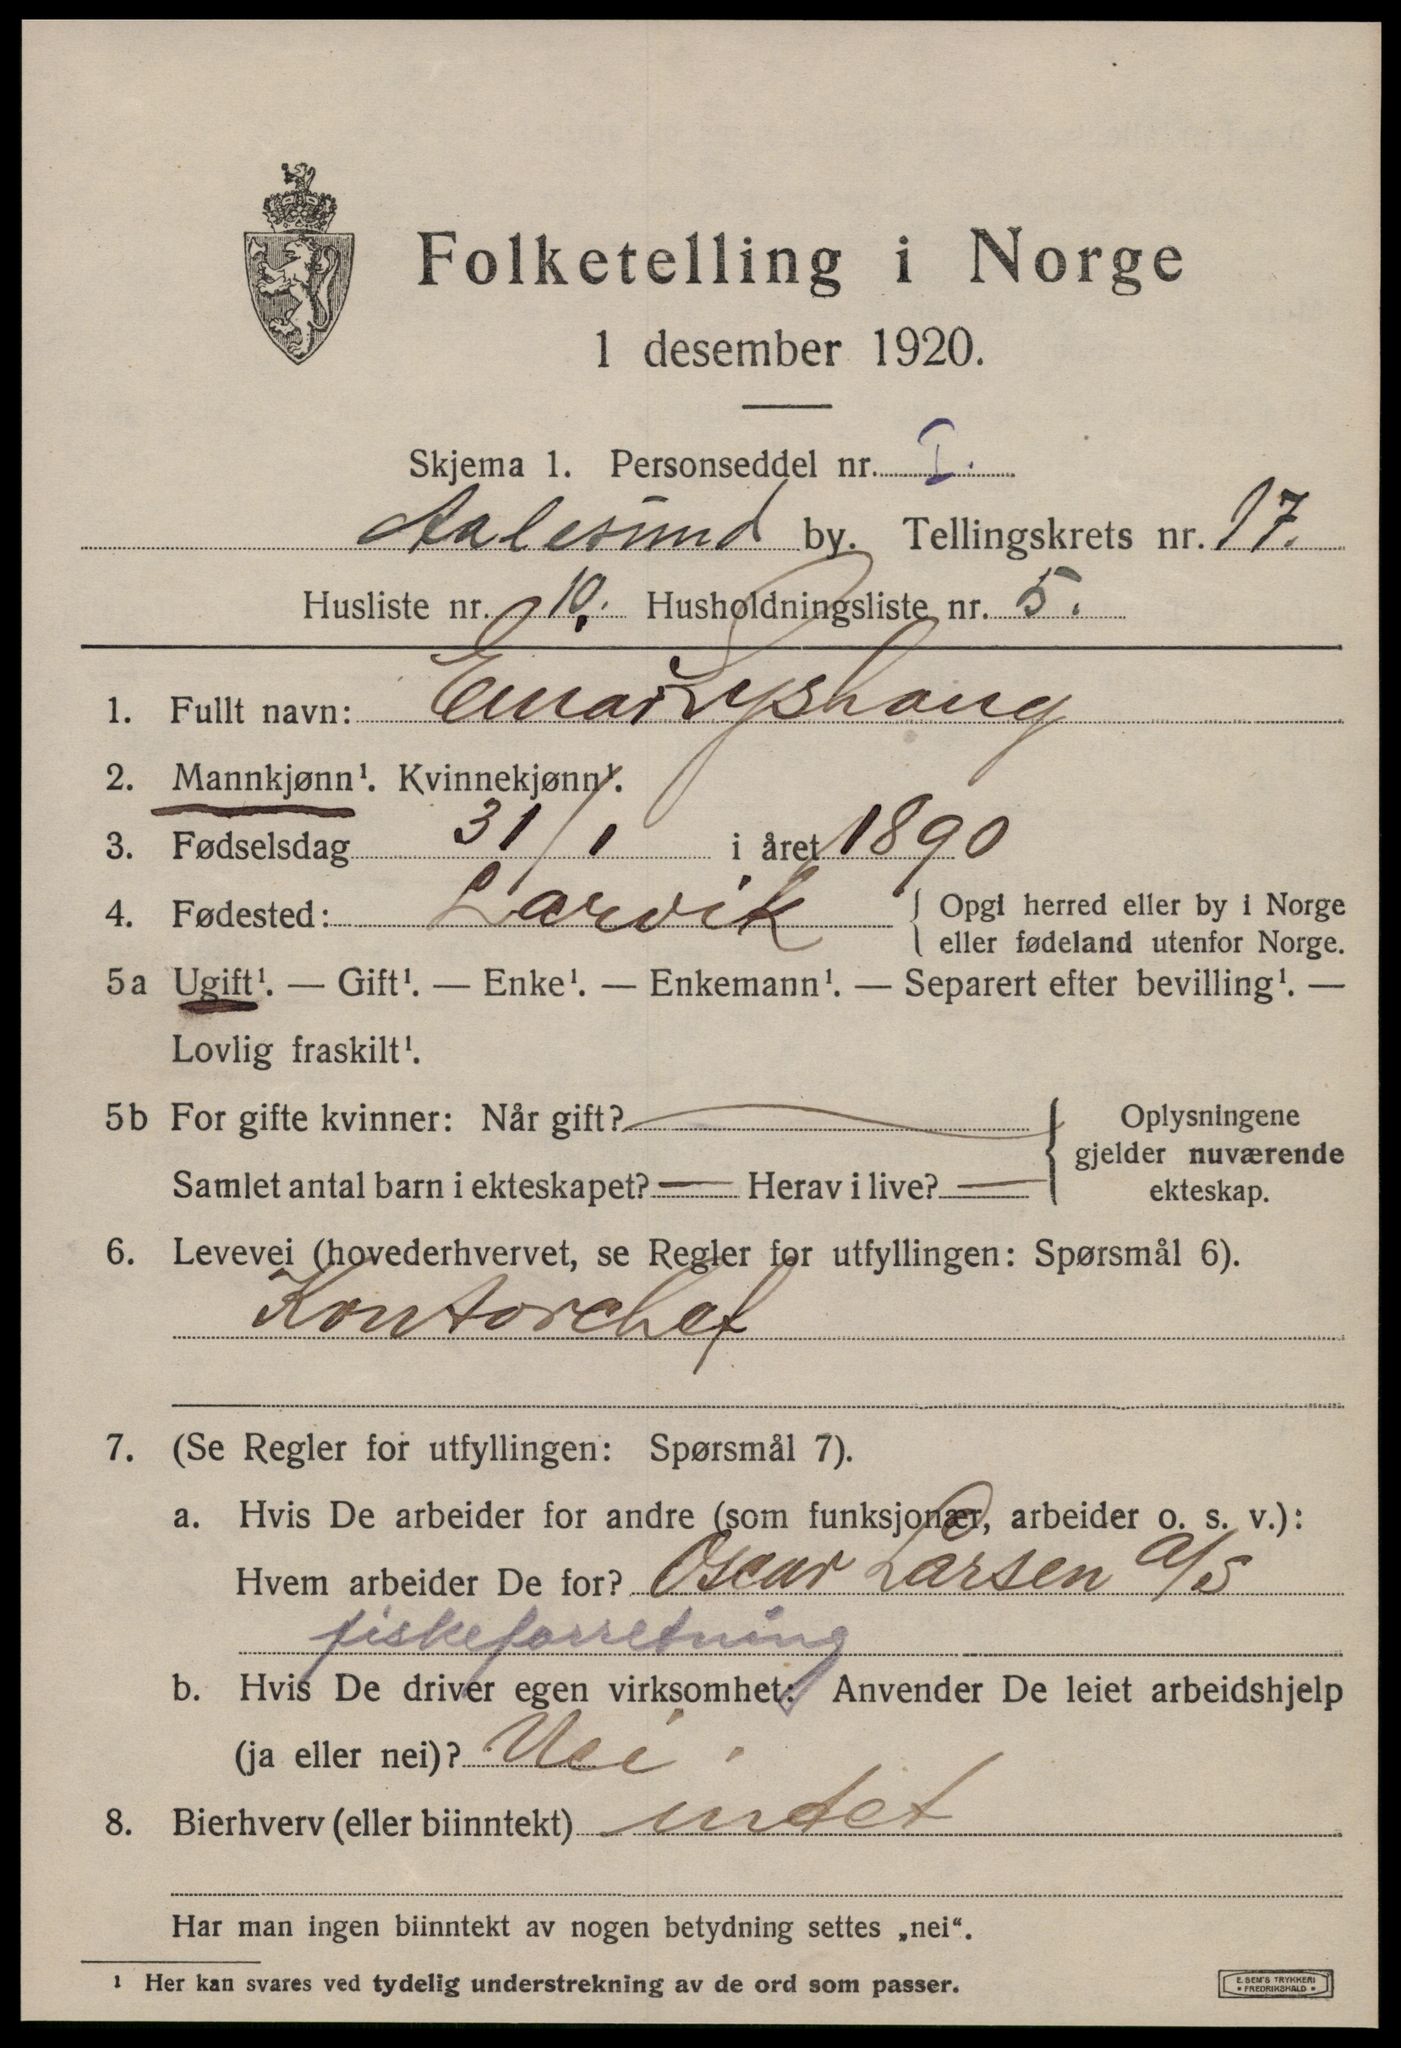 Folketelling i Norge
1 desember 1920.
Skjema 1. Personseddel nr. I.
Aalesund by. Tellingskrets nr. 17.
Husliste nr. 10. Husholdningsliste nr. 5.
1. Fullt navn: Einar Lyshaug
2. Mannkjønn¹. Kvinnekjønn¹.
3. Fødselsdag 31/1 i året 1890
4. Fødested: Larvik { Opgi herred eller by i Norge
eller fødeland utenfor Norge.
5a Ugift¹. — Gift¹. — Enke¹. — Enkemann¹. — Separert efter bevilling¹. —
Lovlig fraskilt¹.
5b For gifte kvinner: Når gift? — } Oplysningene
gjelder nuværende
Samlet antal barn i ekteskapet? — Herav i live? —
ekteskap.
6. Levevei (hovederhvervet, se Regler for utfyllingen: Spørsmål 6).
Kontorchef
7. (Se Regler for utfyllingen: Spørsmål 7).
a. Hvis De arbeider for andre (som funksjonær, arbeider o. s. v.):
Hvem arbeider De for? Oscar Larsen A/S
fiskeforretning
b. Hvis De driver egen virksomhet: Anvender De leiet arbeidshjelp
(ja eller nei)? Nei.
8. Bierhverv (eller biinntekt) intet
Har man ingen biinntekt av nogen betydning settes „nei“.
1 Her kan svares ved tydelig understrekning av de ord som passer.
E. SEM'S TRYKKERI
FREDRIKSHALD